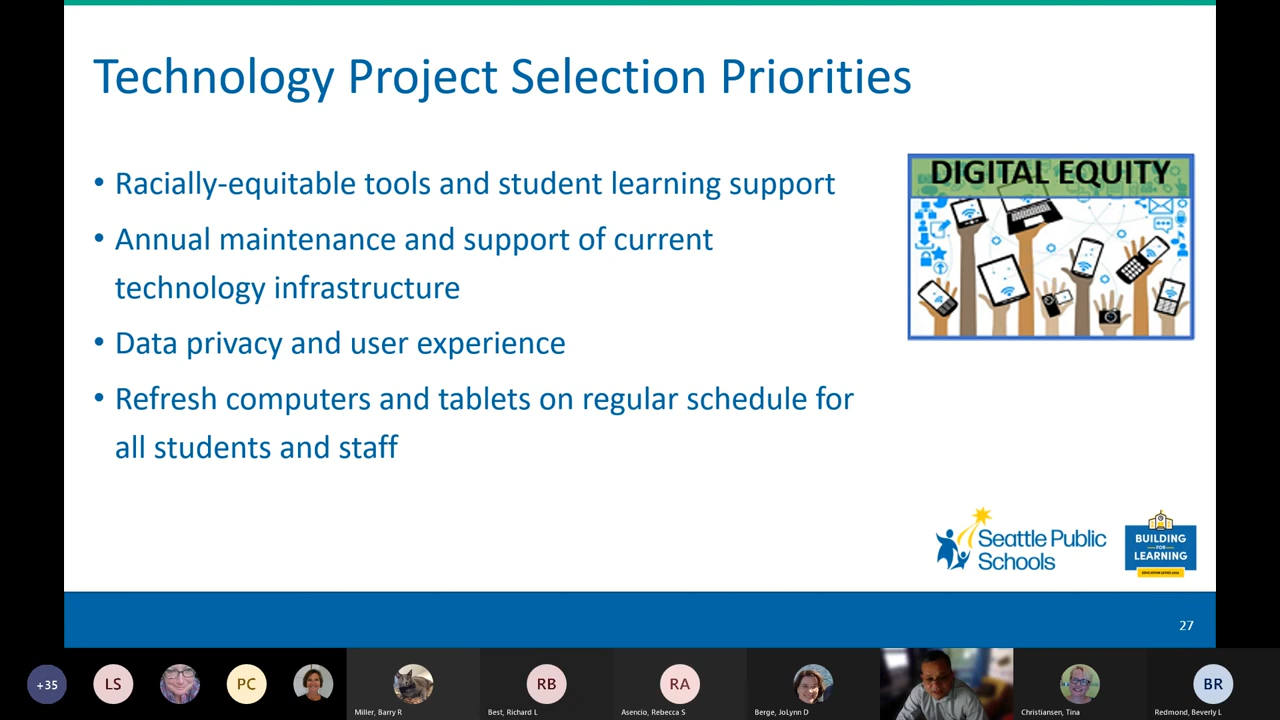 Technology Project Selection Priorities
• Racially-equitable tools and student learning support
• Annual maintenance and support of current
technology infrastructure
• Data privacy and user experience
• Refresh computers and tablets on regular schedule for
all students and staff
DIGITAL EQUITY
Seattle Public
Schools
BUILDING
FOR
LEARNING
27
+35
LS
PC
RB
RA
BR
Miller, Barry R
Best, Richard L
Asencio, Rebecca S
Berge, JoLynn D
Christiansen, Tina
Redmond, Beverly L